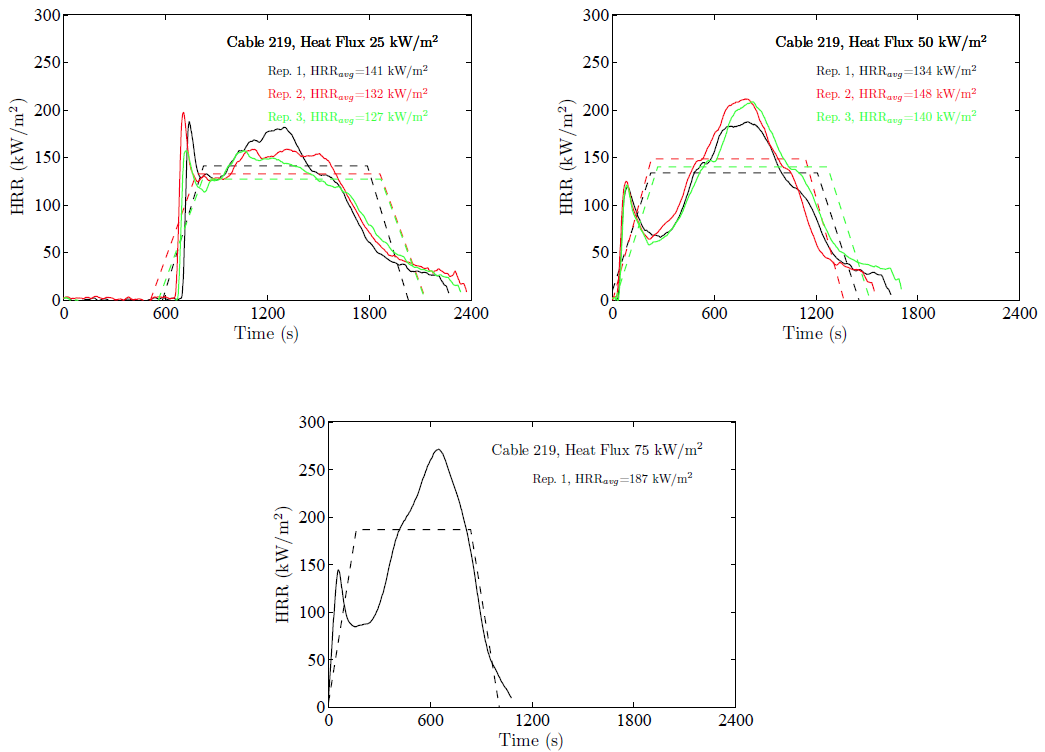 Cable 219, Heat Flux 25 kW/m²
Rep. 1, HRRavg=141 kW/m²
Rep. 2, HRRavg=132 kW/m²
Rep. 3, HRRavg=127 kW/m²
HRR (kW/m²)
300
250
200
150
100
50
0
0 600 1200 1800 2400
Time (s)
Cable 219, Heat Flux 50 kW/m²
Rep. 1, HRRavg=134 kW/m²
Rep. 2, HRRavg=148 kW/m²
Rep. 3, HRRavg=140 kW/m²
HRR (kW/m²)
300
250
200
150
100
50
0
0 600 1200 1800 2400
Time (s)
Cable 219, Heat Flux 75 kW/m²
Rep. 1, HRRavg=187 kW/m²
HRR (kW/m²)
300
250
200
150
100
50
0
0 600 1200 1800 2400
Time (s)